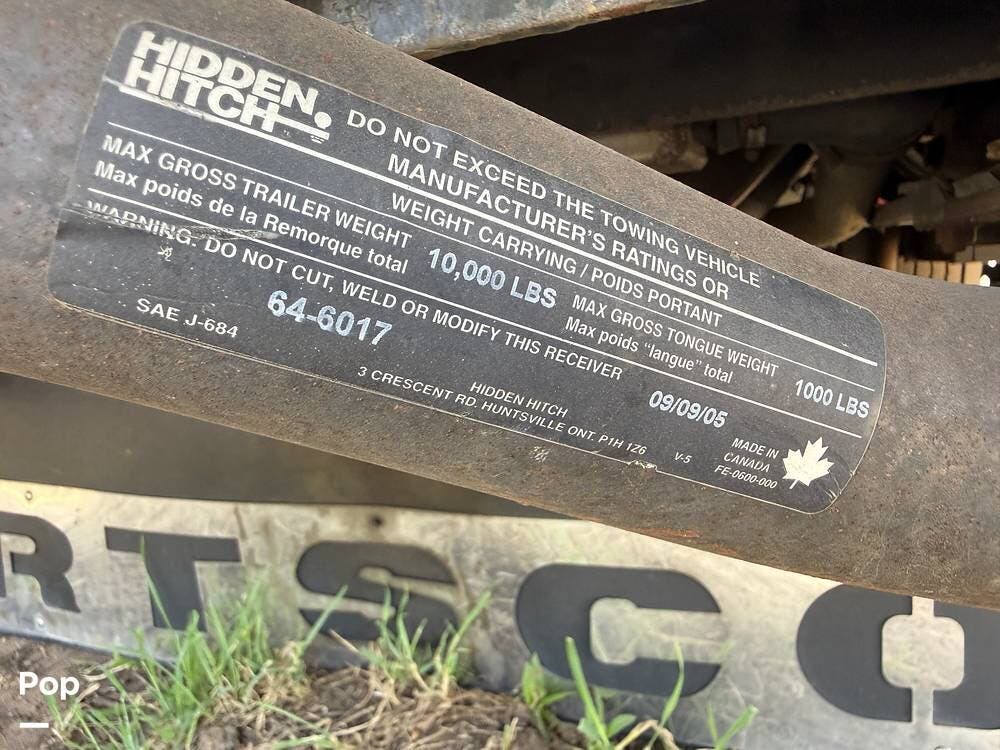 HIDDEN
HITCH
DO NOT EXCEED THE TOWING VEHICLE
MANUFACTURER'S RATINGS OR
WEIGHT CARRYING / POIDS PORTANT
MAX GROSS TRAILER WEIGHT
Max poids de la Remorque total
10,000 LBS
MAX GROSS TONGUE WEIGHT
Max poids "langue" total
1000 LBS
WARNING. DO NOT CUT, WELD OR MODIFY THIS RECEIVER
SAE J-684
64-6017
09/09/05
HIDDEN HITCH
3 CRESCENT RD. HUNTSVILLE ONT. P1H 1Z6
V-5
MADE IN
CANADA
FE-0600-000
RTSCO
Pop